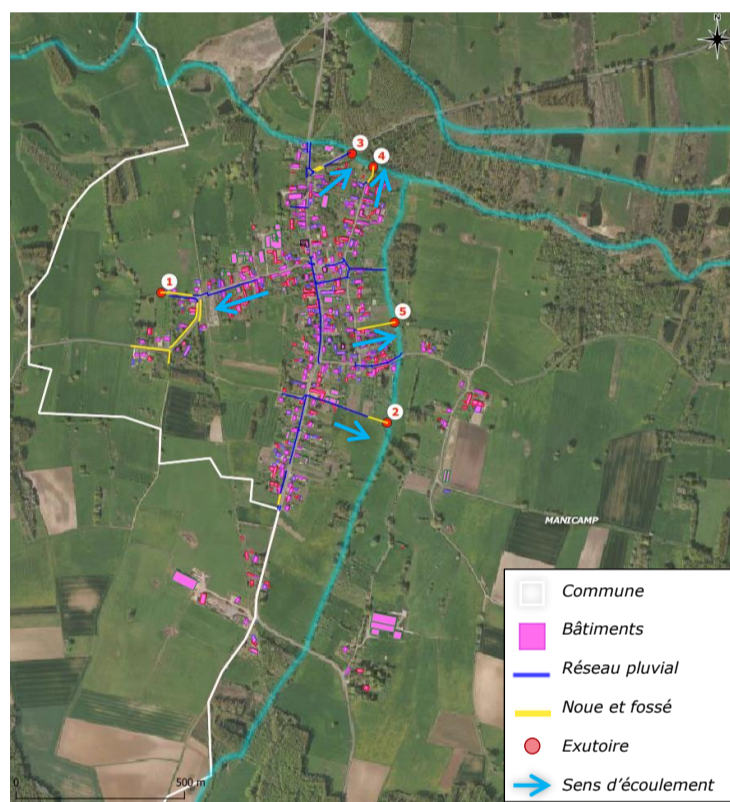 N
3
4
1
5
2
MANICAMP
Commune
Bâtiments
Réseau pluvial
Noue et fossé
Exutoire
Sens d'écoulement
0 500 m